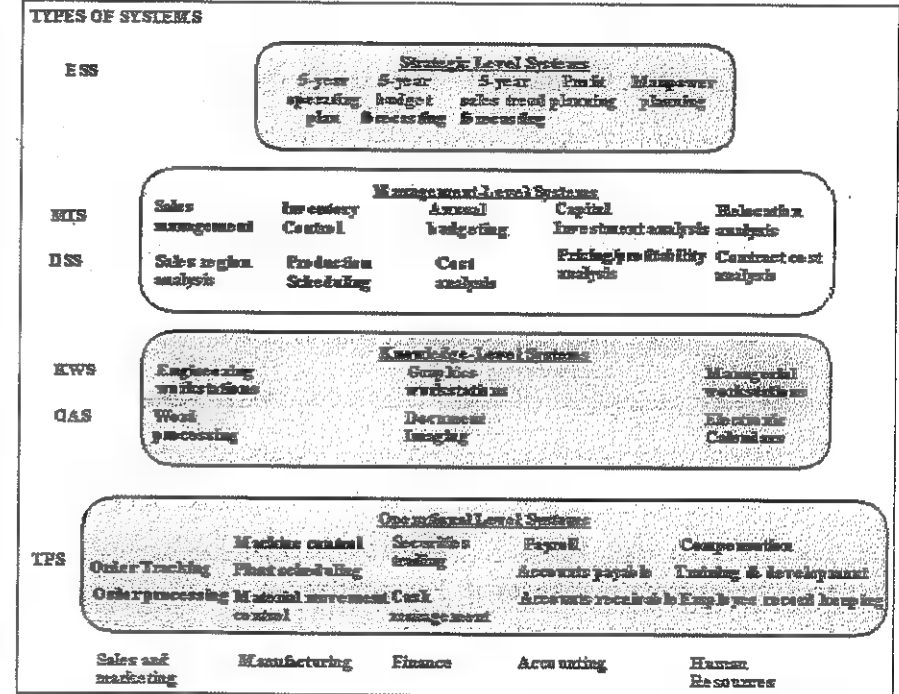 TYPES OF SYSTEMS
ESS
Strategic Level Systems
5-year 5-year 5-year Profit Manpower
operating budget sales trend planning planning
plan forecasting forecasting
Management-Level Systems
MIS
Sales Inventory Annual Capital Relocation
management Control budgeting Investment analysis analysis
DSS
Sales region Production Cost Pricing/profitability Contract cost
analysis Scheduling analysis analysis analysis
Knowledge-Level Systems
KWS
Engineering Graphics Managerial
workstations workstations workstations
OAS
Word Document Electronic
processing Imaging Calendars
Operational Level Systems
TPS
Machine control Securities Payroll Compensation
trading
Order Tracking Plant scheduling Accounts payable Training & development
Order processing Material movement Cash Accounts receivable Employee record keeping
control management
Sales and Manufacturing Finance Accounting Human
marketing Resources